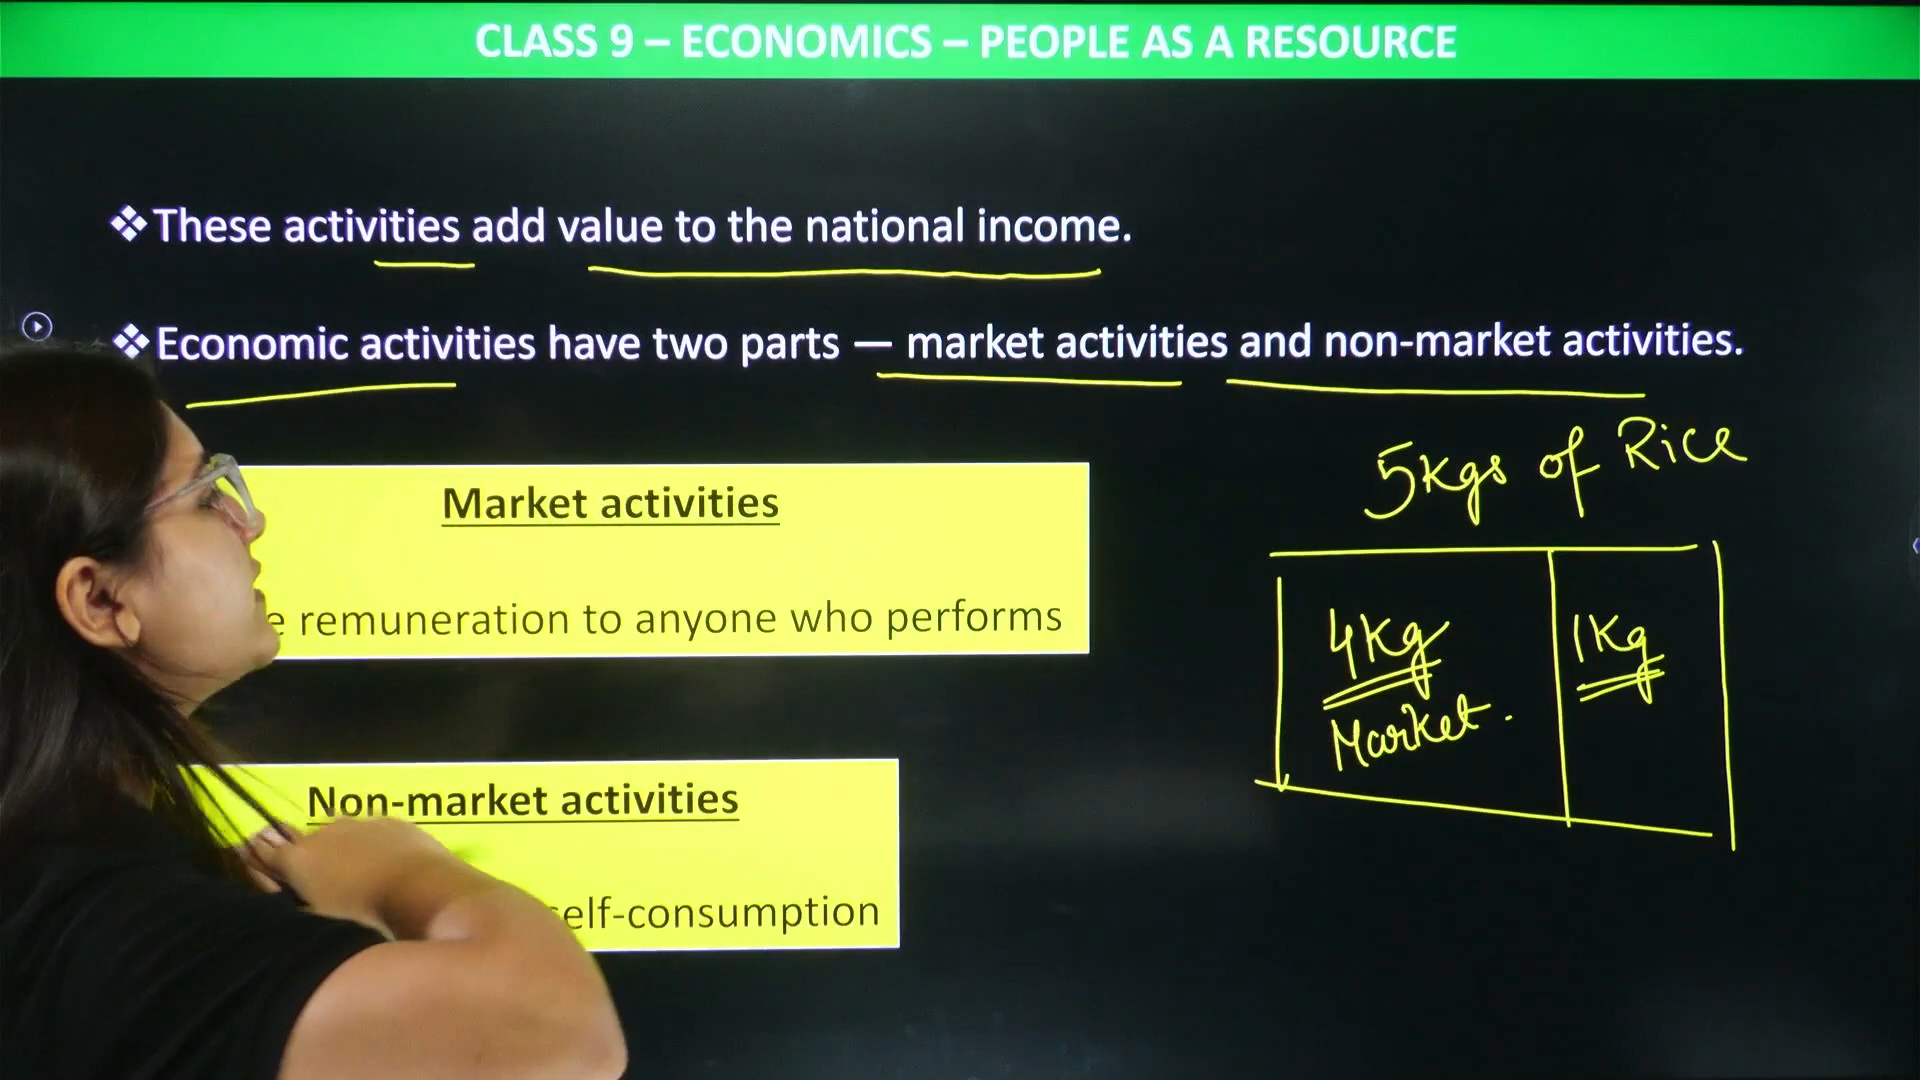 CLASS 9 – ECONOMICS – PEOPLE AS A RESOURCE
❖These activities add value to the national income.
❖Economic activities have two parts — market activities and non-market activities.
5kgs of Rice
Market activities
e remuneration to anyone who performs
4Kg
Market.
1Kg
Non-market activities
self-consumption